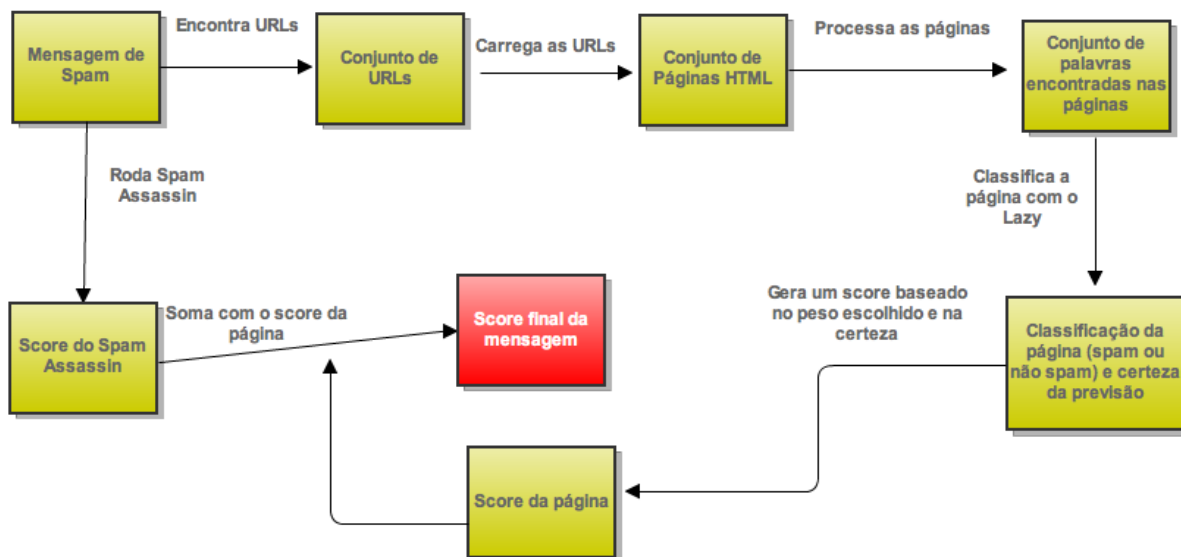 Mensagem de
Spam
Encontra URLs
Conjunto de
URLs
Carrega as URLs
Conjunto de
Páginas HTML
Processa as páginas
Conjunto de
palavras
encontradas nas
páginas
Roda Spam
Assassin
Classifica a
página com o
Lazy
Score do Spam
Assassin
Soma com o score da
página
Score final da
mensagem
Gera um score baseado
no peso escolhido e na
certeza
Classificação da
página (spam ou
não spam) e certeza
da previsão
Score da página